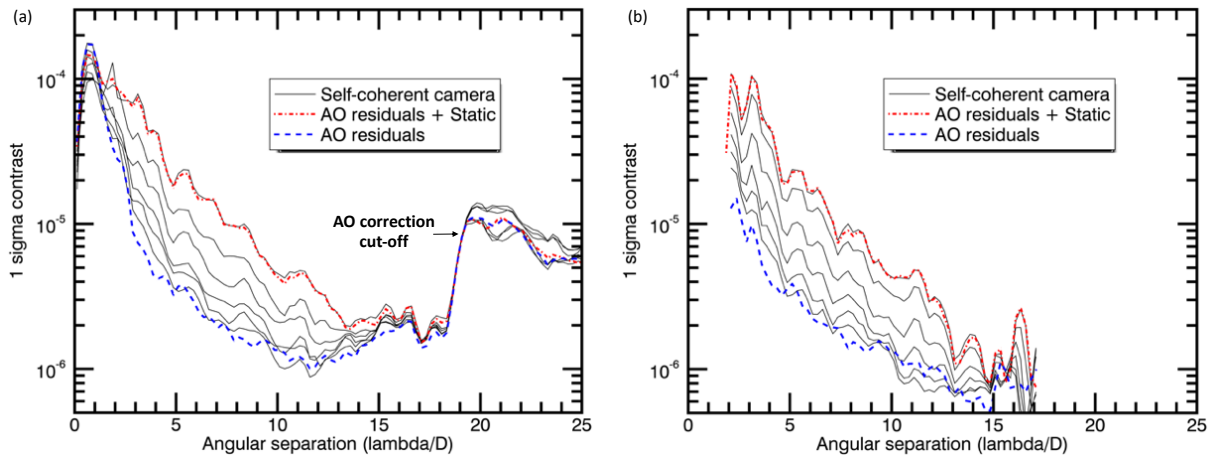 (a)
10⁻⁴
10⁻⁵
10⁻⁶
1 sigma contrast
Self-coherent camera
AO residuals + Static
AO residuals
AO correction
cut-off
0 5 10 15 20 25
Angular separation (lambda/D)
(b)
10⁻⁴
10⁻⁵
10⁻⁶
1 sigma contrast
Self-coherent camera
AO residuals + Static
AO residuals
0 5 10 15 20 25
Angular separation (lambda/D)